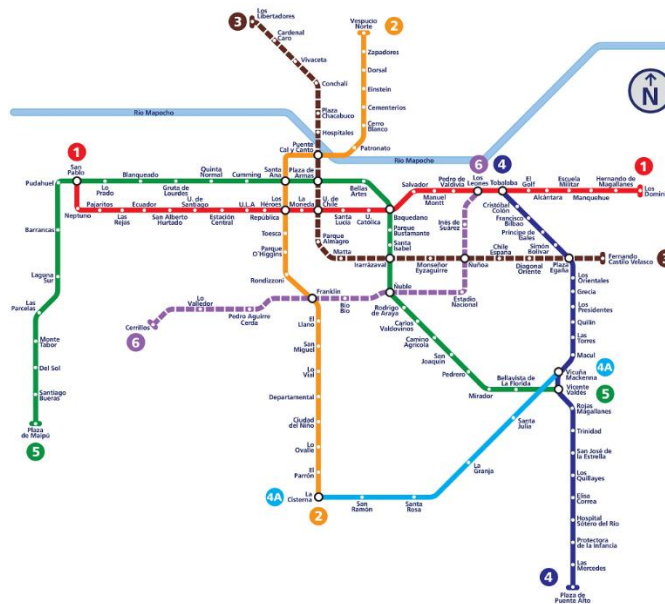 3
Los
Libertadores
Cardenal
Caro
Vivaceta
Conchalí
Plaza
Chacabuco
Hospitales
Vespucio
Norte
2
Zapadores
Dorsal
Einstein
Cementerios
Cerro
Blanco
Patronato
N
Río Mapocho
Río Mapocho
Puente
Cal y Canto
1
San
Pablo
Pudahuel
Lo
Prado
Blanqueado
Gruta de
Lourdes
Quinta
Normal
Cumming
Santa
Ana
Plaza de
Armas
Bellas
Artes
Neptuno
Pajaritos
Las
Rejas
Ecuador
San Alberto
Hurtado
U. de
Santiago
Estación
Central
U.L.A
República
Los
Héroes
La
Moneda
U. de
Chile
Santa
Lucía
U.
Católica
Baquedano
Salvador
Manuel
Montt
Pedro de
Valdivia
6
Los
Leones
4
Tobalaba
El
Golf
Alcántara
Escuela
Militar
Manquehue
Hernando de
Magallanes
1
Los
Barrancas
Laguna
Sur
Las
Parcelas
Monte
Tabor
Del Sol
Santiago
Bueras
Plaza
de Maipú
5
Toesca
Parque
O'Higgins
Rondizzoni
Parque
Almagro
Matta
Irarrázaval
Parque
Bustamante
Santa
Isabel
Monseñor
Eyzaguirre
Inés de
Suárez
Ñuñoa
Chile
España
Diagonal
Oriente
Cristóbal
Colón
Francisco
Bilbao
Príncipe de
Gales
Simón
Bolívar
Plaza
Egaña
Fernando
Castillo Velasco
Cerrillos
6
Lo
Valledor
Pedro Aguirre
Cerda
Franklin
Bío
Bío
Ñuble
Estadio
Nacional
Rodrigo
de Araya
Carlos
Valdovinos
Camino
Agrícola
San
Joaquín
Pedrero
Mirador
Bellavista de
La Florida
Los
Orientales
Grecia
Los
Presidentes
Quilín
Las
Torres
Macul
Vicuña
Mackenna
4A
Vicente
Valdés
5
Rojas
Magallanes
Trinidad
San José de
la Estrella
Los
Quillayes
Elisa
Correa
Hospital
Sótero del Río
Protectora
de la Infancia
Las
Mercedes
4
Plaza de
Puente Alto
El
Llano
San
Miguel
Lo
Vial
Departamental
Ciudad
del Niño
Lo
Ovalle
El
Parrón
La
Cisterna
4A
2
San
Ramón
Santa
Rosa
La
Granja
Santa
Julia